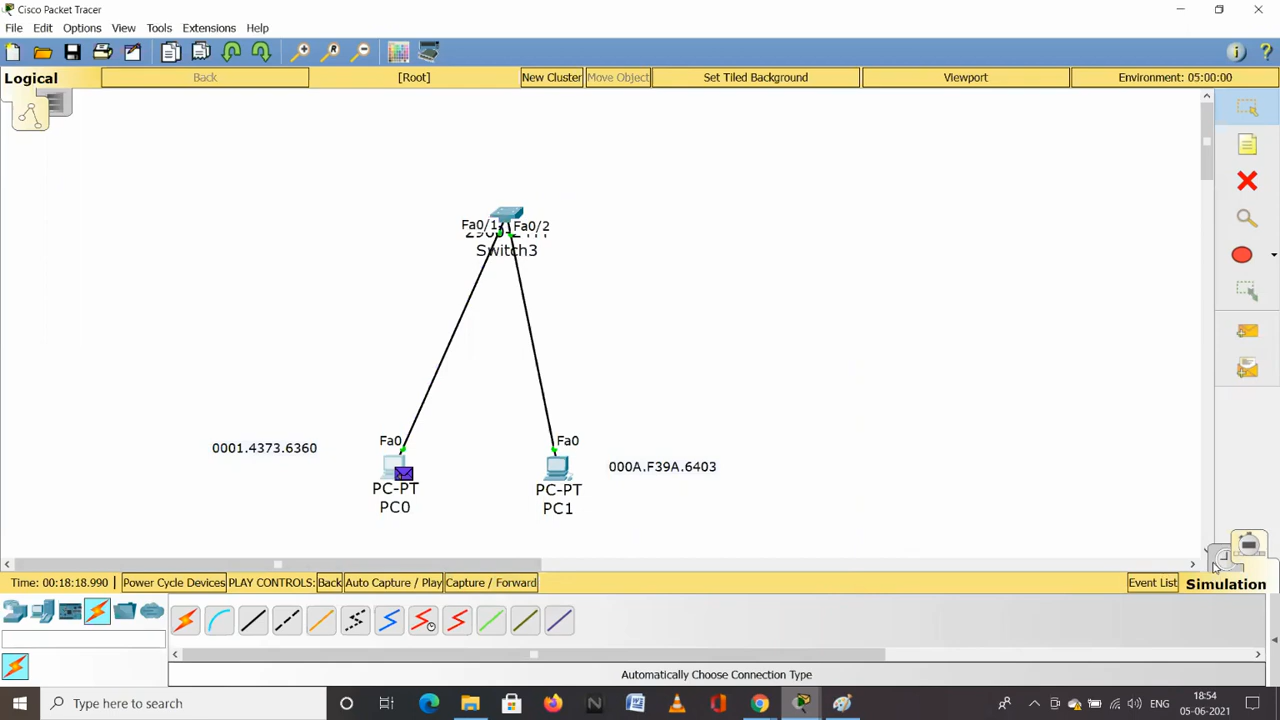 Cisco Packet Tracer
File Edit Options View Tools Extensions Help
Logical Back [Root] New Cluster Move Object Set Tiled Background Viewport Environment: 05:00:00
Fa0/1 Fa0/2
Switch3
Fa0 Fa0
0001.4373.6360 000A.F39A.6403
PC-PT PC-PT
PC0 PC1
Time: 00:18:18.990 Power Cycle Devices PLAY CONTROLS: Back Auto Capture / Play Capture / Forward Event List Simulation
Automatically Choose Connection Type
Type here to search ENG 18:54
05-06-2021